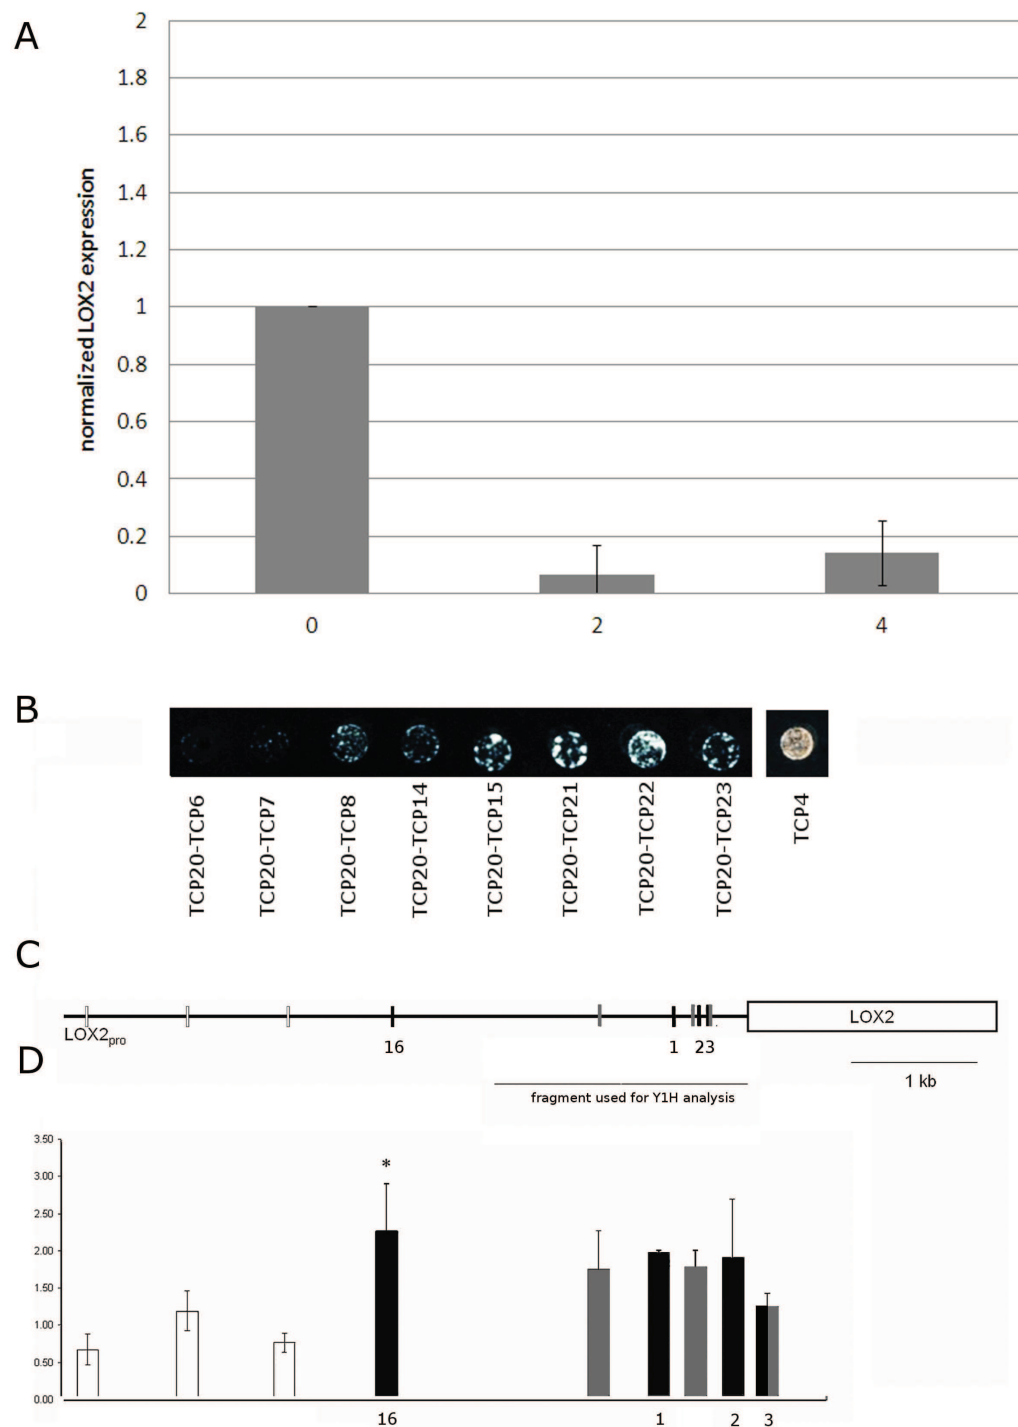 A
2
1.8
1.6
1.4
1.2
1
0.8
0.6
0.4
0.2
0
normalized LOX2 expression
0 2 4
B
TCP20-TCP6
TCP20-TCP7
TCP20-TCP8
TCP20-TCP14
TCP20-TCP15
TCP20-TCP21
TCP20-TCP22
TCP20-TCP23
TCP4
C
LOX2pro
LOX2
16 1 23
1 kb
fragment used for Y1H analysis
D
3.50
3.00
2.50
2.00
1.50
1.00
0.50
0.00
*
16 1 2 3